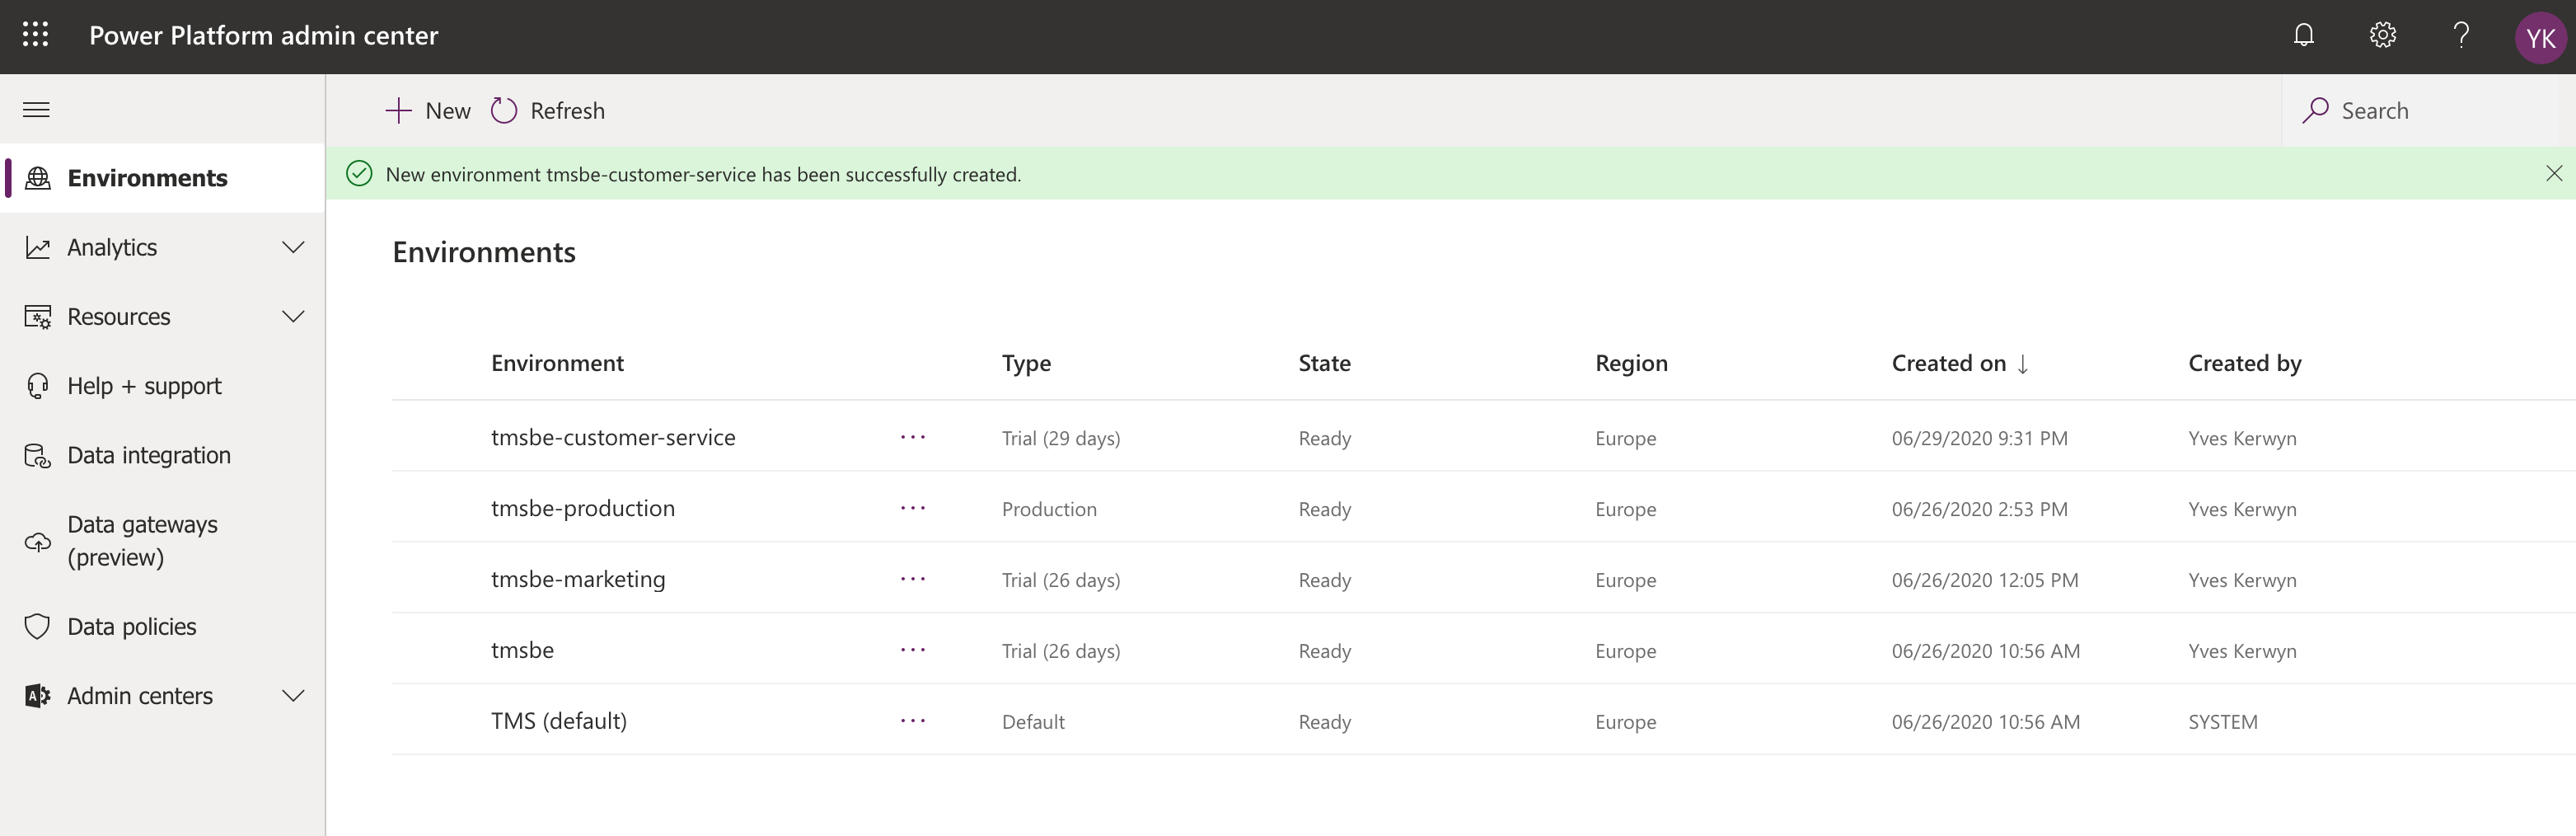 Power Platform admin center
YK
New
Refresh
Search
Environments
Analytics
Resources
Help + support
Data integration
Data gateways
(preview)
Data policies
Admin centers
New environment tmsbe-customer-service has been successfully created.
Environments
Environment Type State Region Created on ↓ Created by
tmsbe-customer-service ··· Trial (29 days) Ready Europe 06/29/2020 9:31 PM Yves Kerwyn
tmsbe-production ··· Production Ready Europe 06/26/2020 2:53 PM Yves Kerwyn
tmsbe-marketing ··· Trial (26 days) Ready Europe 06/26/2020 12:05 PM Yves Kerwyn
tmsbe ··· Trial (26 days) Ready Europe 06/26/2020 10:56 AM Yves Kerwyn
TMS (default) ··· Default Ready Europe 06/26/2020 10:56 AM SYSTEM